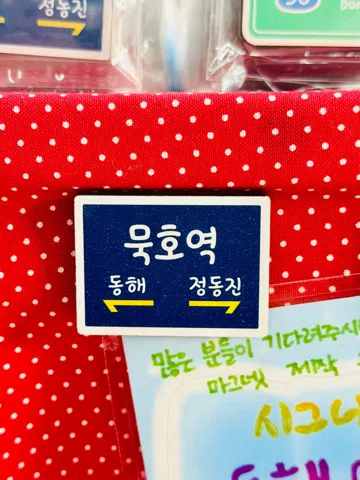 정동진
묵호역
동해 정동진
많은 분들이 기다려주시
마그넷 제작
시그니